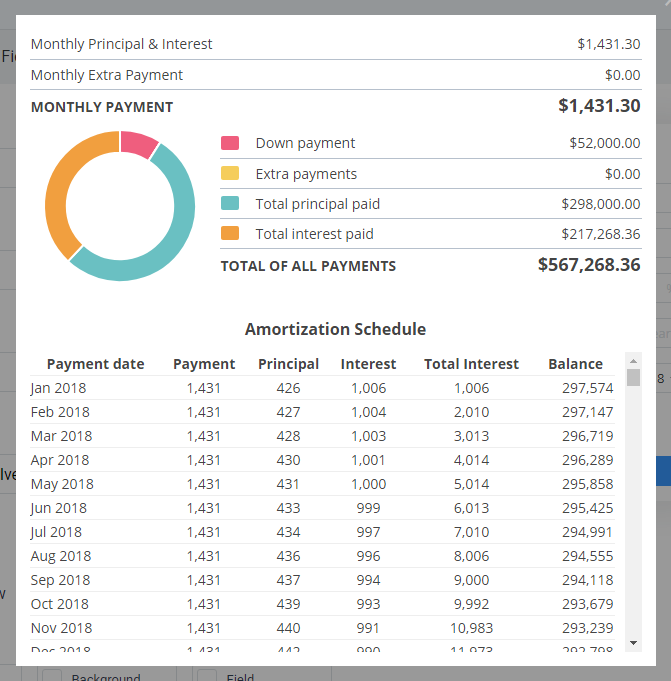 Monthly Principal & Interest $1,431.30
Monthly Extra Payment $0.00
MONTHLY PAYMENT $1,431.30
Down payment $52,000.00
Extra payments $0.00
Total principal paid $298,000.00
Total interest paid $217,268.36
TOTAL OF ALL PAYMENTS $567,268.36
Amortization Schedule
Payment date Payment Principal Interest Total Interest Balance
Jan 2018 1,431 426 1,006 1,006 297,574
Feb 2018 1,431 427 1,004 2,010 297,147
Mar 2018 1,431 428 1,003 3,013 296,719
Apr 2018 1,431 430 1,001 4,014 296,289
May 2018 1,431 431 1,000 5,014 295,858
Jun 2018 1,431 433 999 6,013 295,425
Jul 2018 1,431 434 997 7,010 294,991
Aug 2018 1,431 436 996 8,006 294,555
Sep 2018 1,431 437 994 9,000 294,118
Oct 2018 1,431 439 993 9,992 293,679
Nov 2018 1,431 440 991 10,983 293,239
Dec 2018 1,431 442 990 11,973 292,798
Background Field